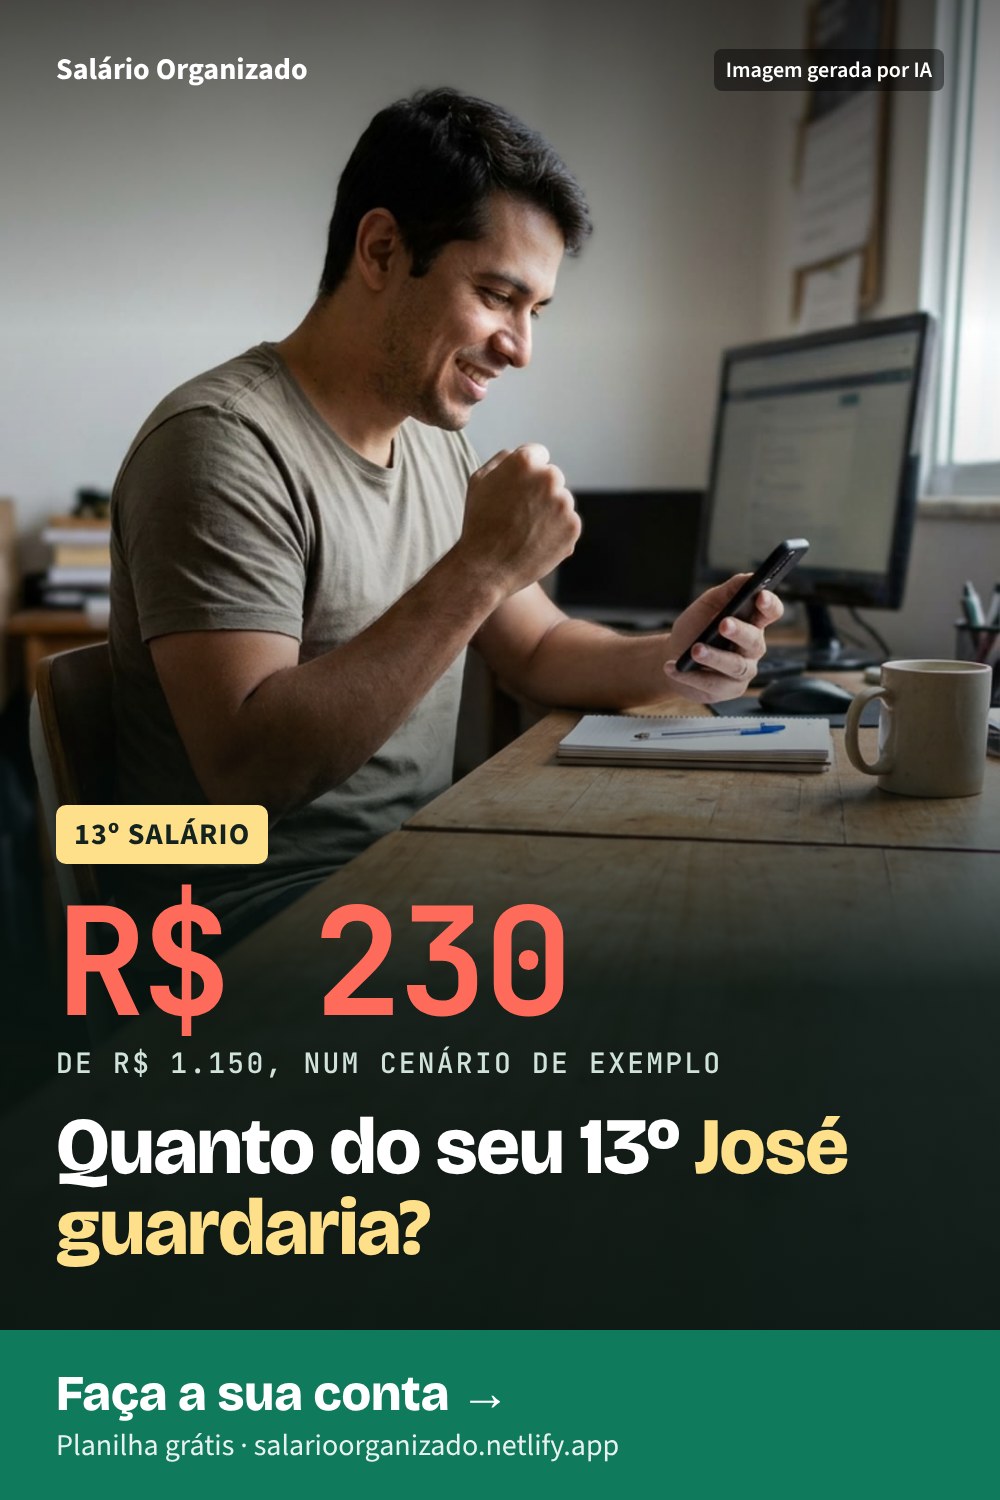 Salário Organizado
Imagem gerada por IA
13º SALÁRIO
R$ 230
DE R$ 1.150, NUM CENÁRIO DE EXEMPLO
Quanto do seu 13º José
guardaria?
Faça a sua conta →
Planilha grátis · salarioorganizado.netlify.app